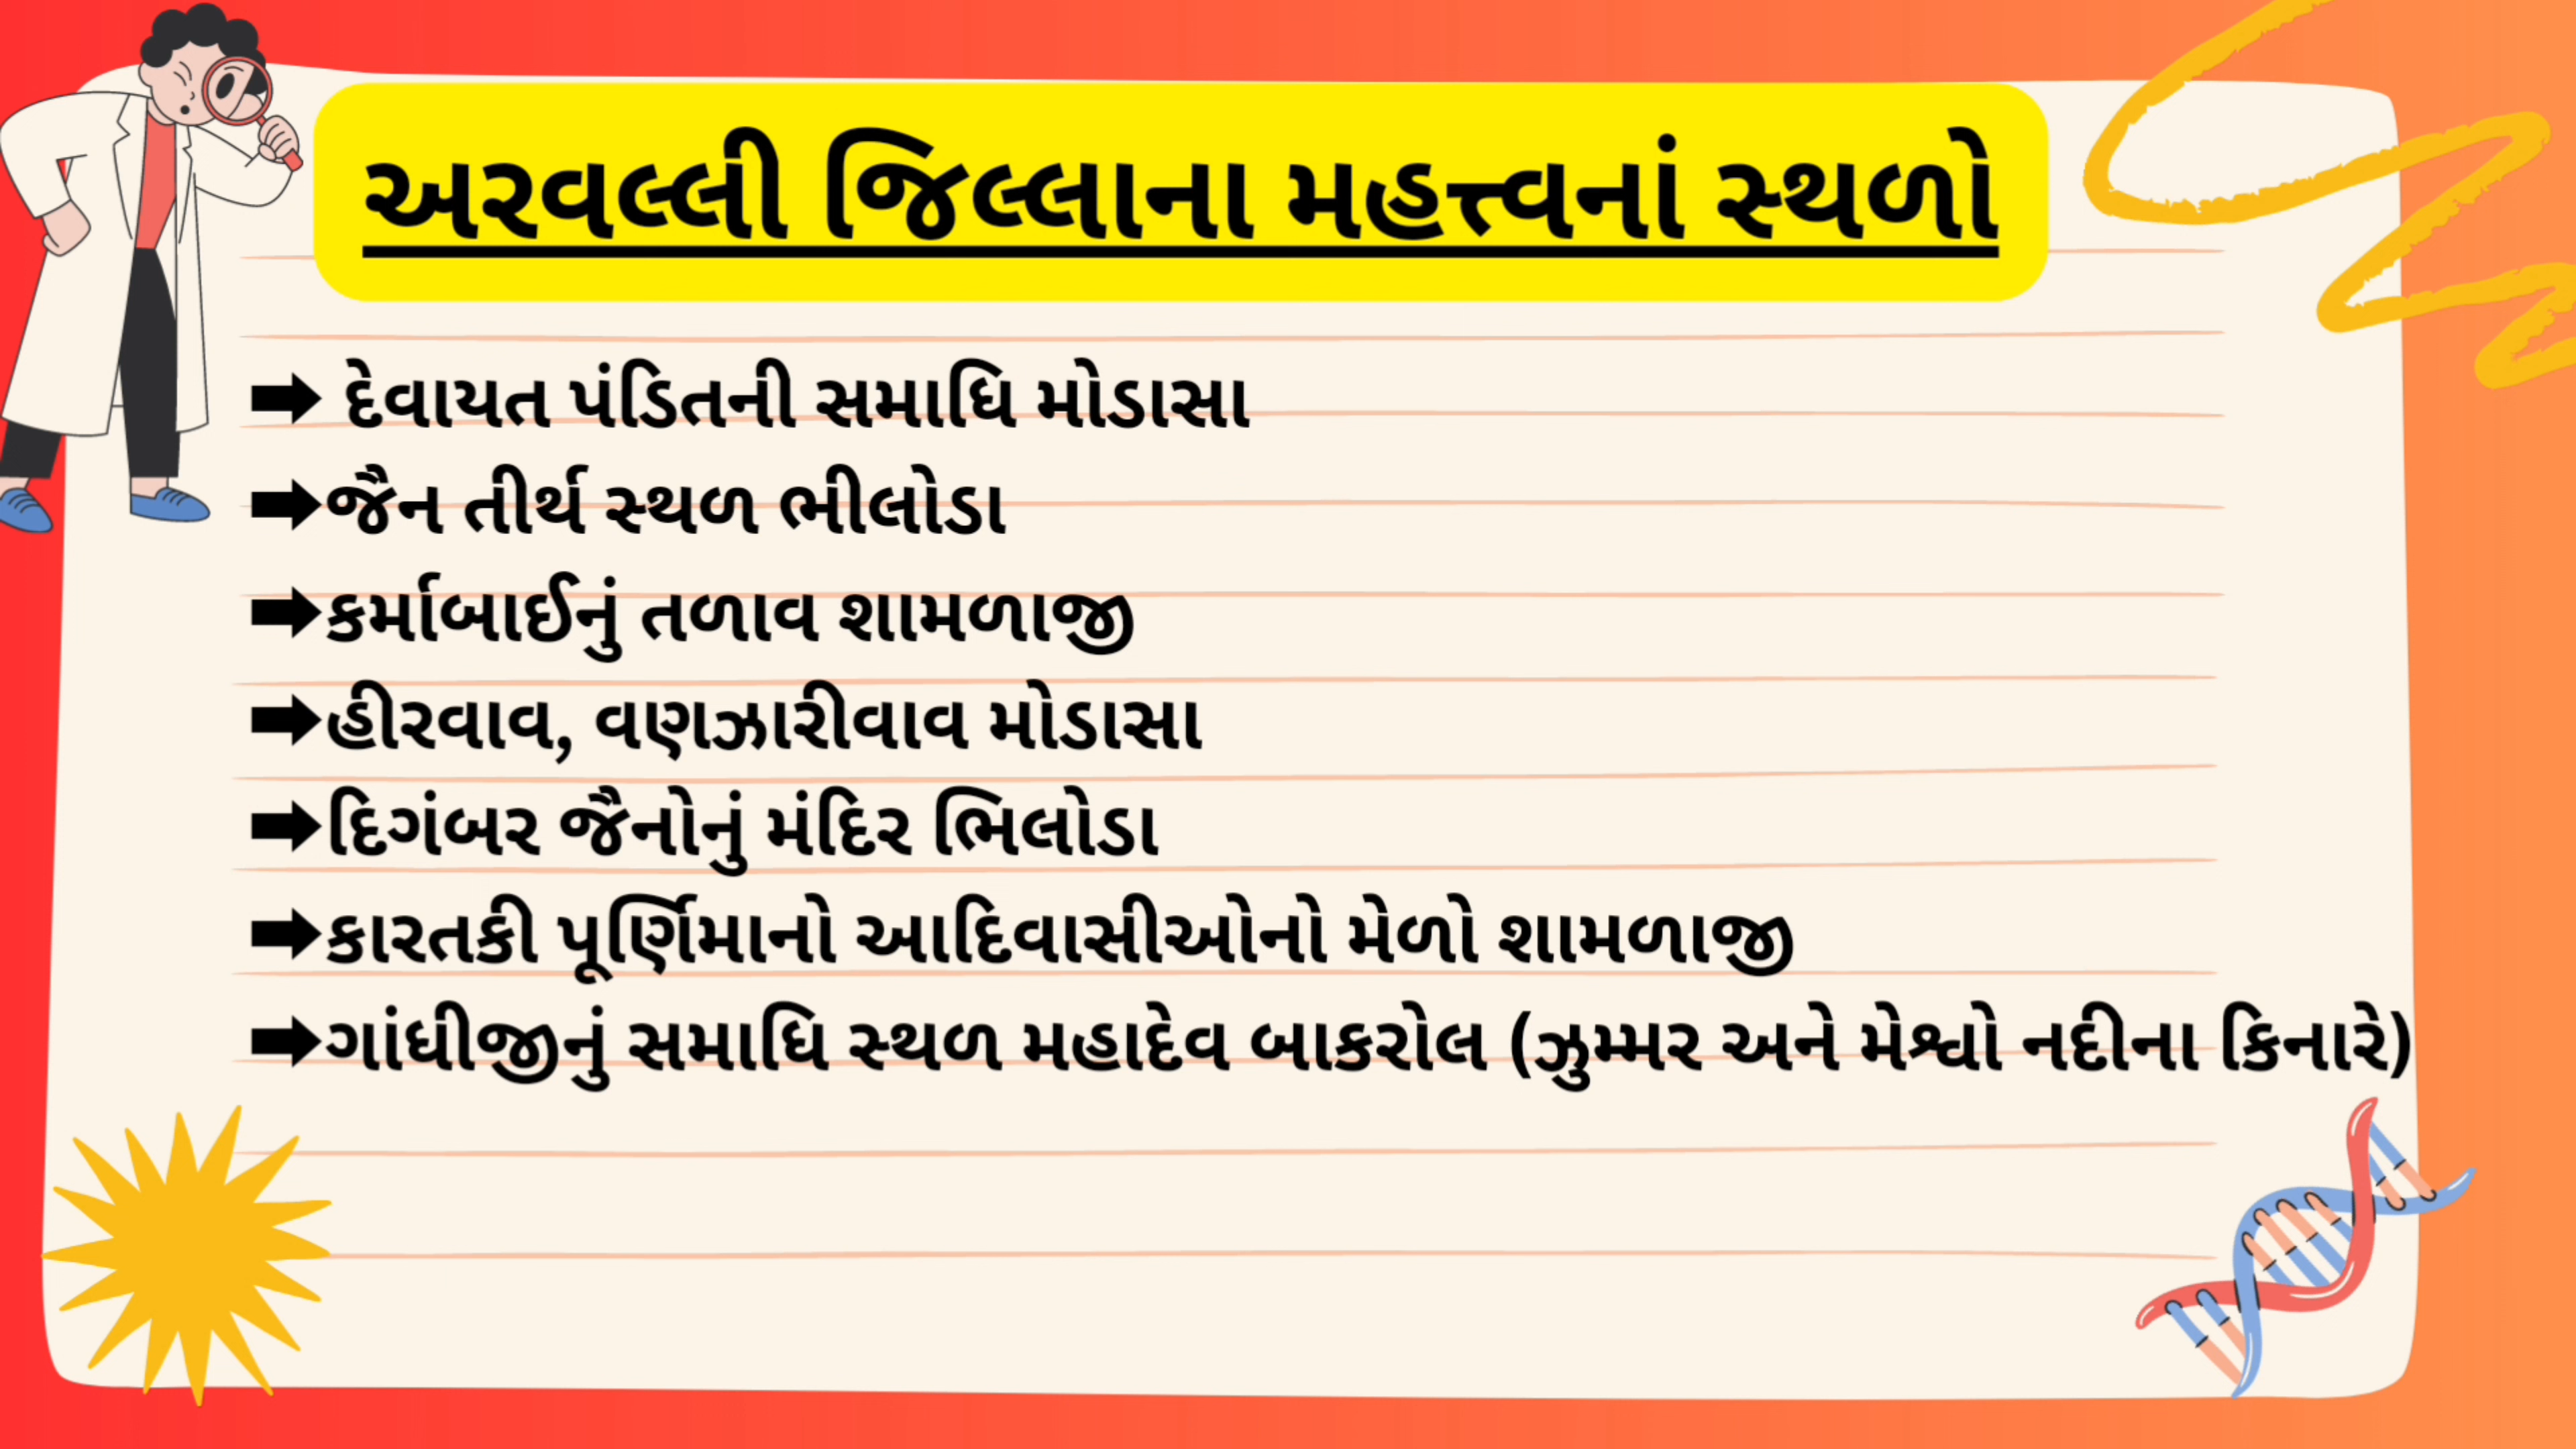 અરવલ્લી જિલ્લાના મહત્ત્વનાં સ્થળો
➡ દેવાયત પંડિતની સમાધિ મોડાસા
➡જૈન તીર્થ સ્થળ ભીલોડા
➡કર્માબાઈનું તળાવ શામળાજી
➡હીરવાવ, વણઝારીવાવ મોડાસા
➡દિગંબર જૈનોનું મંદિર ભિલોડા
➡કારતકી પૂર્ણિમાનો આદિવાસીઓનો મેળો શામળાજી
➡ગાંધીજીનું સમાધિ સ્થળ મહાદેવ બાકરોલ (ઝુમ્મર અને મેશ્વો નદીના કિનારે)